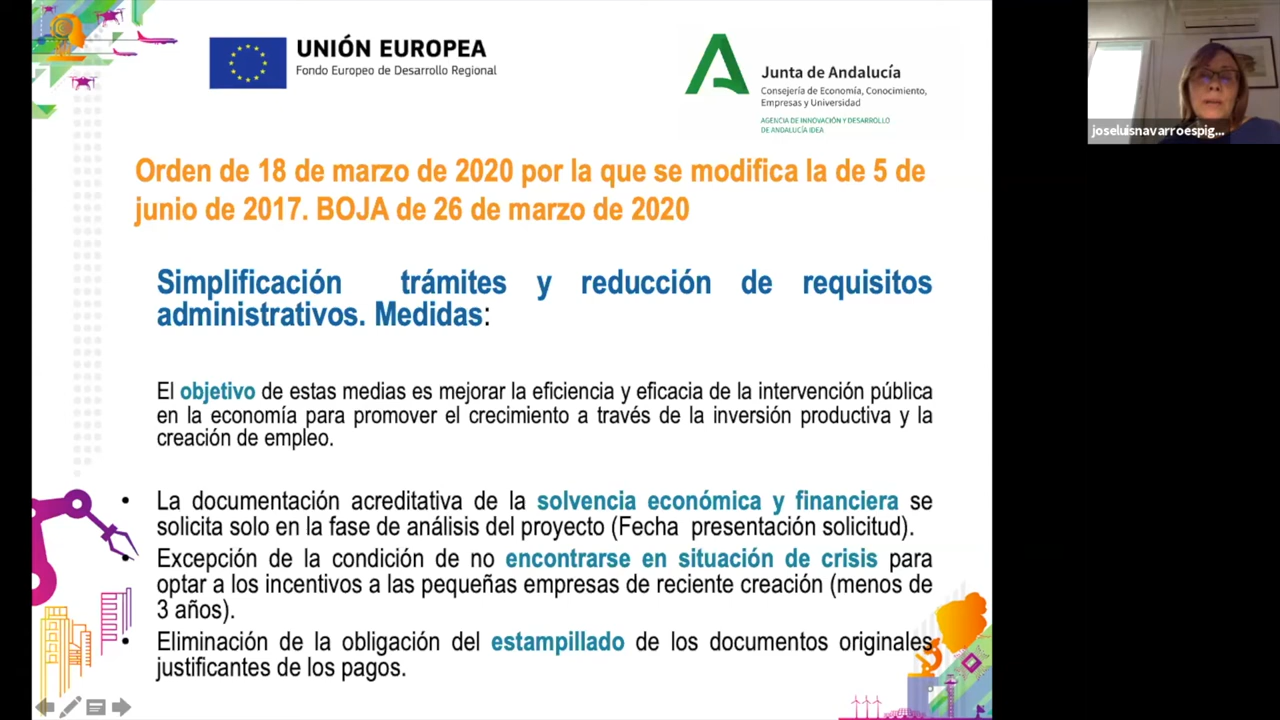 UNIÓN EUROPEA
Fondo Europeo de Desarrollo Regional
Junta de Andalucía
Consejería de Economía, Conocimiento,
Empresas y Universidad
AGENCIA DE INNOVACIÓN Y DESARROLLO
DE ANDALUCÍA IDEA
joseluisnavarroespig...
Orden de 18 de marzo de 2020 por la que se modifica la de 5 de
junio de 2017. BOJA de 26 de marzo de 2020
Simplificación trámites y reducción de requisitos
administrativos. Medidas:
El objetivo de estas medias es mejorar la eficiencia y eficacia de la intervención pública
en la economía para promover el crecimiento a través de la inversión productiva y la
creación de empleo.
• La documentación acreditativa de la solvencia económica y financiera se
solicita solo en la fase de análisis del proyecto (Fecha presentación solicitud).
• Excepción de la condición de no encontrarse en situación de crisis para
optar a los incentivos a las pequeñas empresas de reciente creación (menos de
3 años).
• Eliminación de la obligación del estampillado de los documentos originales
justificantes de los pagos.